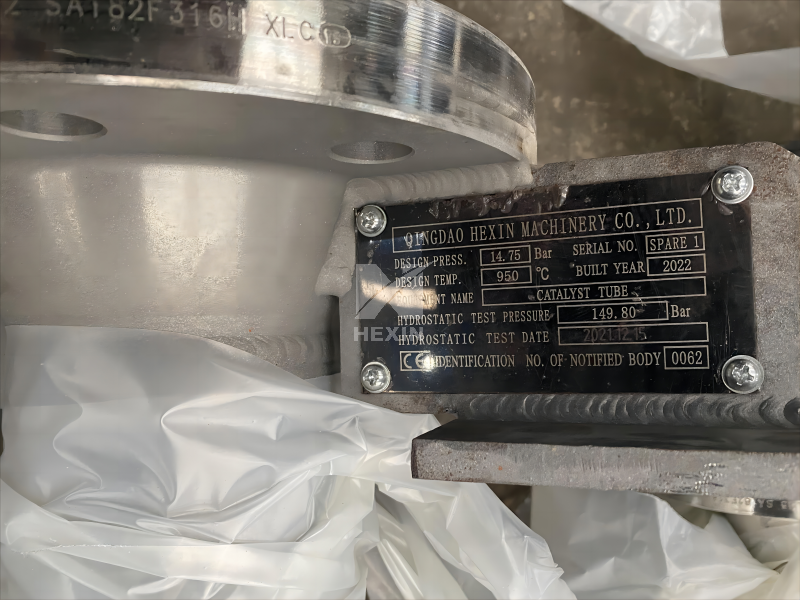 2 SA182F316H XLC 18
QINGDAO HEXIN MACHINERY CO.,LTD.
DESIGN PRESS. 14.75 Bar SERIAL NO. SPARE 1
DESIGN TEMP. 950 ℃ BUILT YEAR 2022
NAME CATALYST TUBE
HYDROSTATIC TEST PRESSURE 149.80 Bar
HYDROSTATIC TEST DATE 2021.12.15
CE IDENTIFICATION NO. OF NOTIFIED BODY 0062
HEXIN